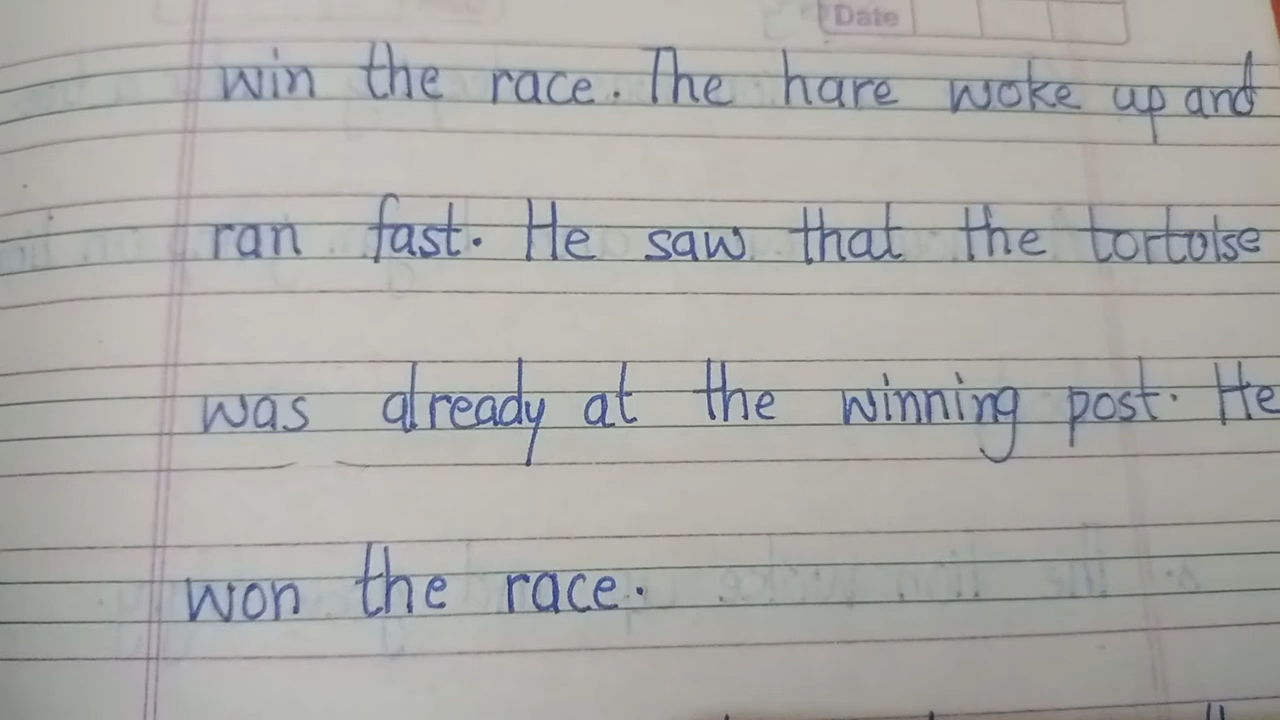 Date
win the race. The hare woke up and
ran fast. He saw that the tortoise
was already at the winning post. He
won the race.